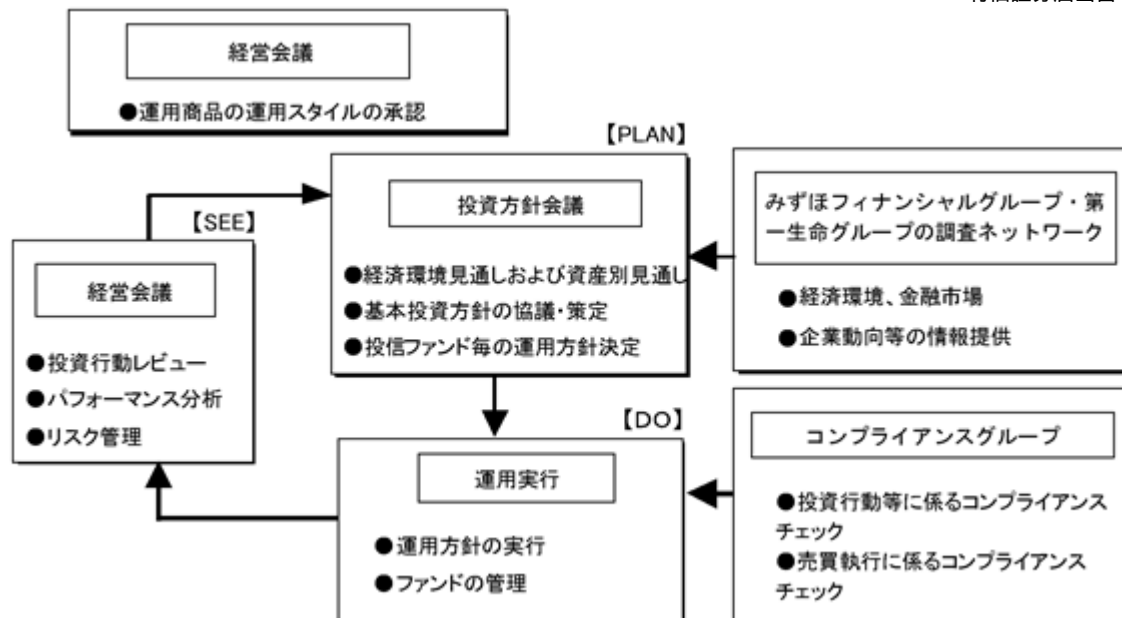 経営会議
●運用商品の運用スタイルの承認
【PLAN】
投資方針会議
●経済環境見通しおよび資産別見通し
●基本投資方針の協議・策定
●投信ファンド毎の運用方針決定
みずほフィナンシャルグループ・第
一生命グループの調査ネットワーク
●経済環境、金融市場
●企業動向等の情報提供
【SEE】
経営会議
●投資行動レビュー
●パフォーマンス分析
●リスク管理
【DO】
運用実行
●運用方針の実行
●ファンドの管理
コンプライアンスグループ
●投資行動等に係るコンプライアンス
チェック
●売買執行に係るコンプライアンス
チェック